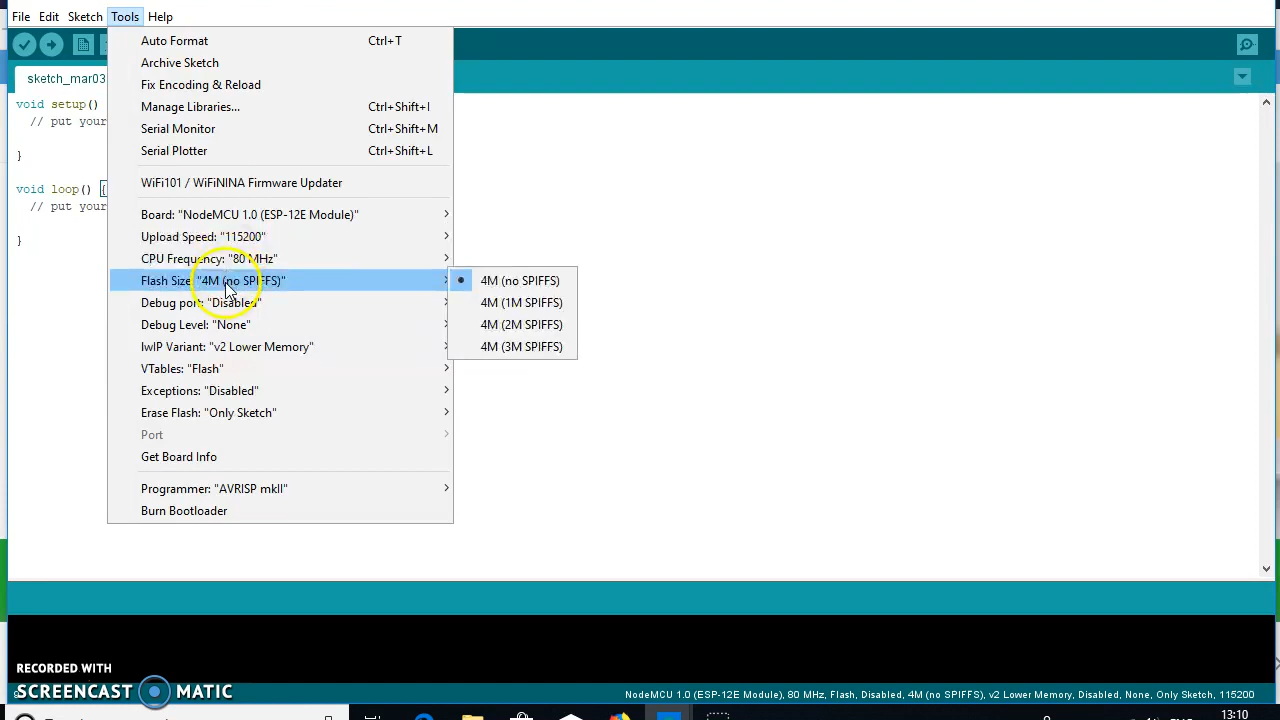 File Edit Sketch Tools Help
sketch_mar03
void setup()
// put your
}
void loop() {
// put your
}
Auto Format Ctrl+T
Archive Sketch
Fix Encoding & Reload
Manage Libraries... Ctrl+Shift+I
Serial Monitor Ctrl+Shift+M
Serial Plotter Ctrl+Shift+L
WiFi101 / WiFiNINA Firmware Updater
Board: "NodeMCU 1.0 (ESP-12E Module)"
Upload Speed: "115200"
CPU Frequency: "80 MHz"
Flash Size: "4M (no SPIFFS)"
Debug port: "Disabled"
Debug Level: "None"
lwIP Variant: "v2 Lower Memory"
VTables: "Flash"
Exceptions: "Disabled"
Erase Flash: "Only Sketch"
Port
Get Board Info
Programmer: "AVRISP mkII"
Burn Bootloader
4M (no SPIFFS)
4M (1M SPIFFS)
4M (2M SPIFFS)
4M (3M SPIFFS)
RECORDED WITH
SCREENCAST MATIC
NodeMCU 1.0 (ESP-12E Module), 80 MHz, Flash, Disabled, 4M (no SPIFFS), v2 Lower Memory, Disabled, None, Only Sketch, 115200
13:10